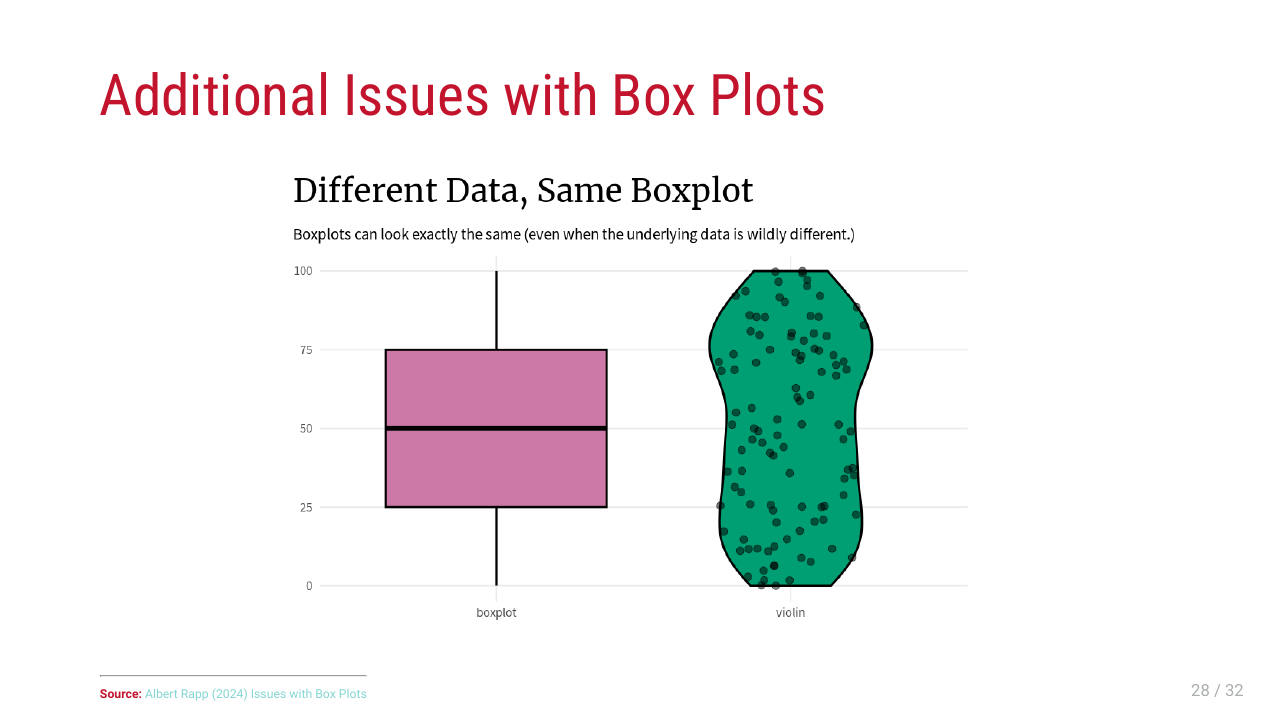 Additional Issues with Box Plots
Different Data, Same Boxplot
Boxplots can look exactly the same (even when the underlying data is wildly different.)
100
75
50
25
0
boxplot violin
Source: Albert Rapp (2024) Issues with Box Plots
28 / 32